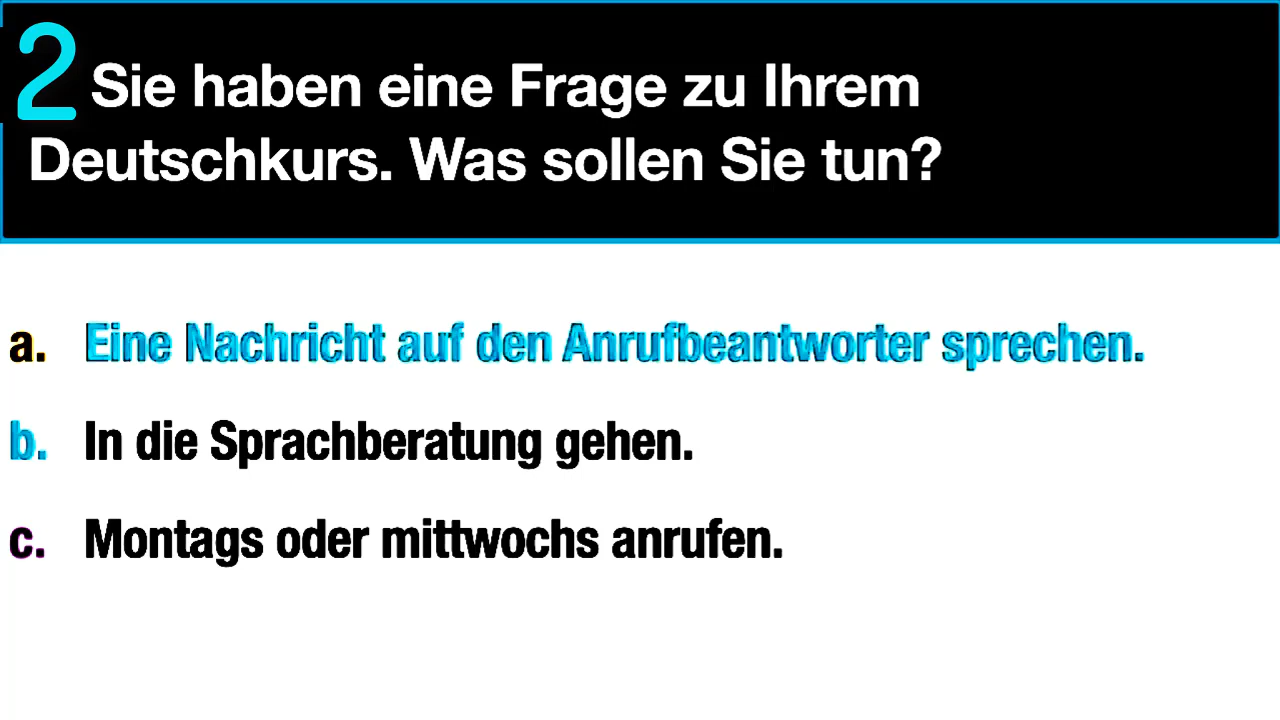 2 Sie haben eine Frage zu Ihrem
Deutschkurs. Was sollen Sie tun?
a. Eine Nachricht auf den Anrufbeantworter sprechen.
b. In die Sprachberatung gehen.
c. Montags oder mittwochs anrufen.